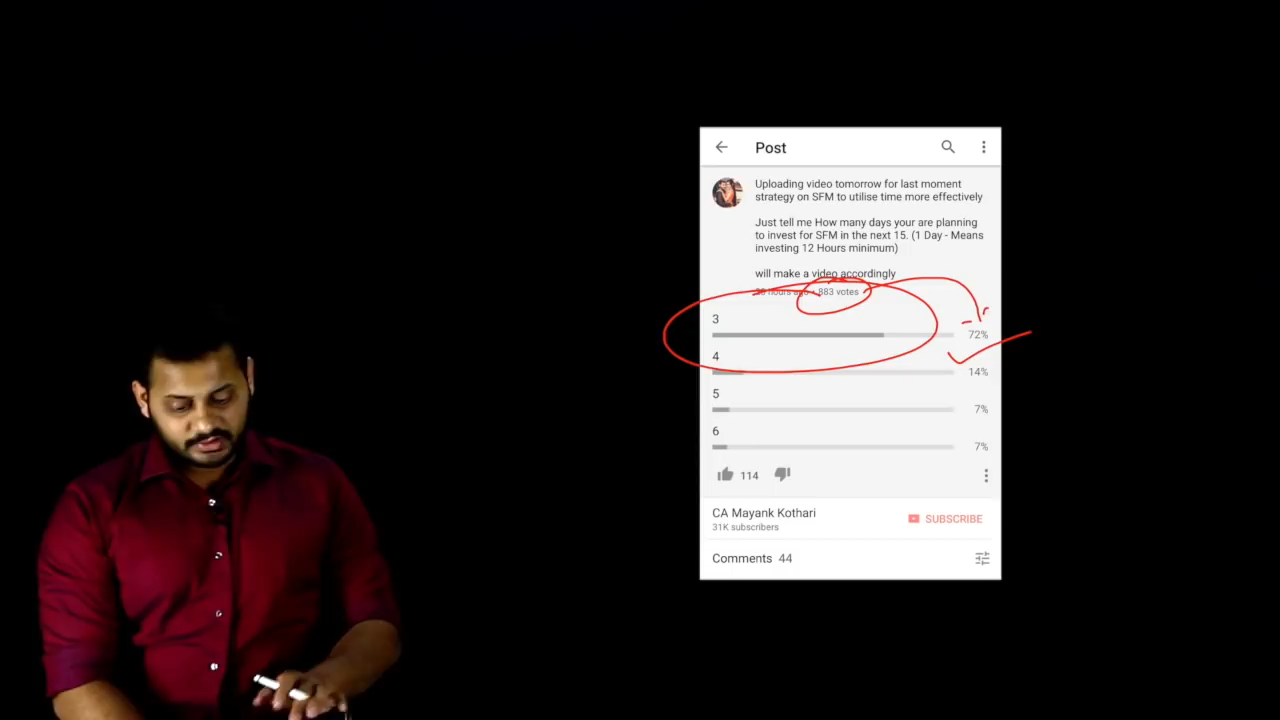 Post
Uploading video tomorrow for last moment
strategy on SFM to utilise time more effectively
Just tell me How many days your are planning
to invest for SFM in the next 15. (1 Day - Means
investing 12 Hours minimum)
will make a video accordingly
hours ago • 883 votes
3
72%
4
14%
5
7%
6
7%
114
CA Mayank Kothari
SUBSCRIBE
31K subscribers
Comments 44